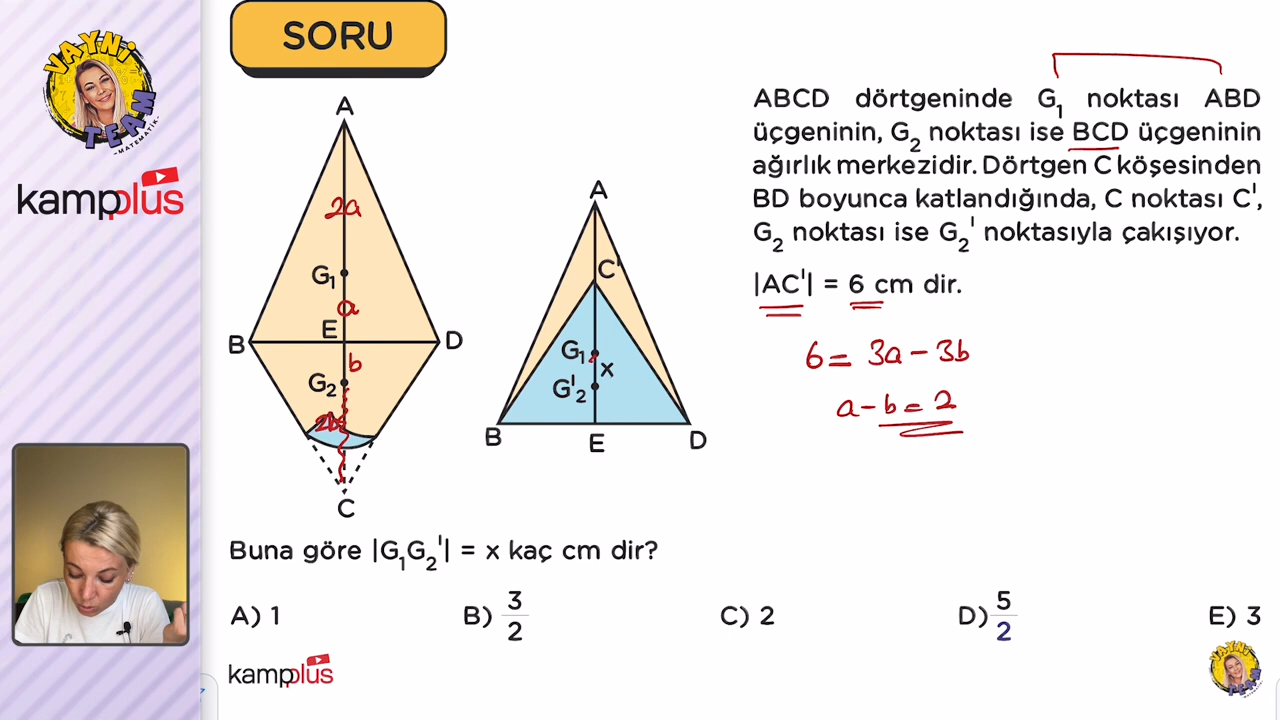 VAYNi
TEAM
-MATEMATİK-
kampplus
SORU
A
2a
G₁
a
E
B
D
b
G₂
2b
C
A
C'
G₁
x
G'₂
B
E
D
ABCD dörtgeninde G₁ noktası ABD
üçgeninin, G₂ noktası ise BCD üçgeninin
ağırlık merkezidir. Dörtgen C köşesinden
BD boyunca katlandığında, C noktası C',
G₂ noktası ise G₂' noktasıyla çakışıyor.
|AC'| = 6 cm dir.
6 = 3a - 3b
a - b = 2
Buna göre |G₁G₂'| = x kaç cm dir?
A) 1 B) 3/2 C) 2 D) 5/2 E) 3
kampplus
VAYNi
TEAM